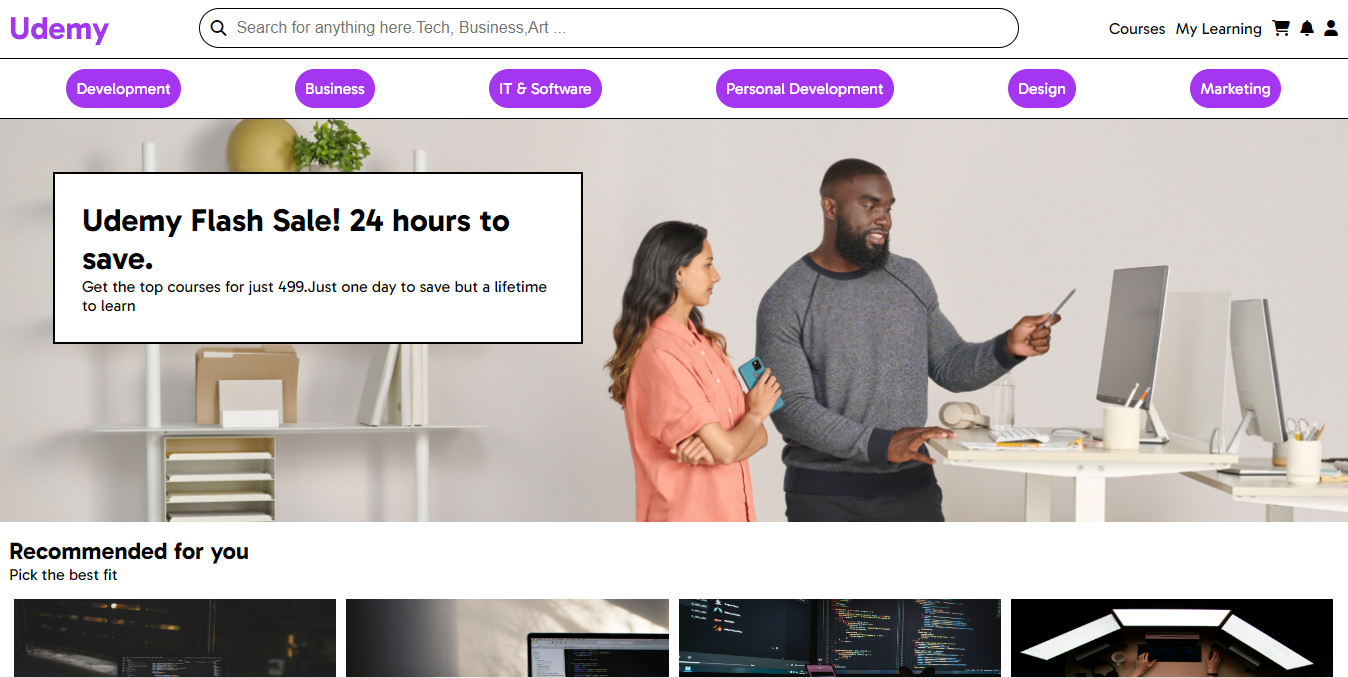 Udemy
Search for anything here.Tech, Business,Art ...
Courses My Learning
Development Business IT & Software Personal Development Design Marketing
Udemy Flash Sale! 24 hours to
save.
Get the top courses for just 499.Just one day to save but a lifetime
to learn
Recommended for you
Pick the best fit